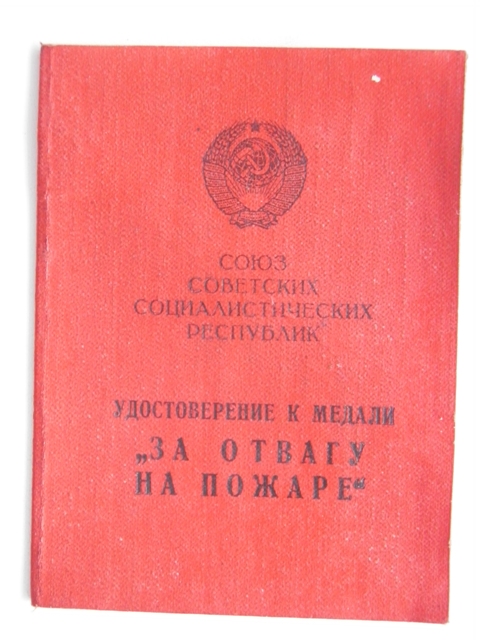 СОЮЗ
СОВЕТСКИХ
СОЦИАЛИСТИЧЕСКИХ
РЕСПУБЛИК
УДОСТОВЕРЕНИЕ К МЕДАЛИ
„ЗА ОТВАГУ
НА ПОЖАРЕ“